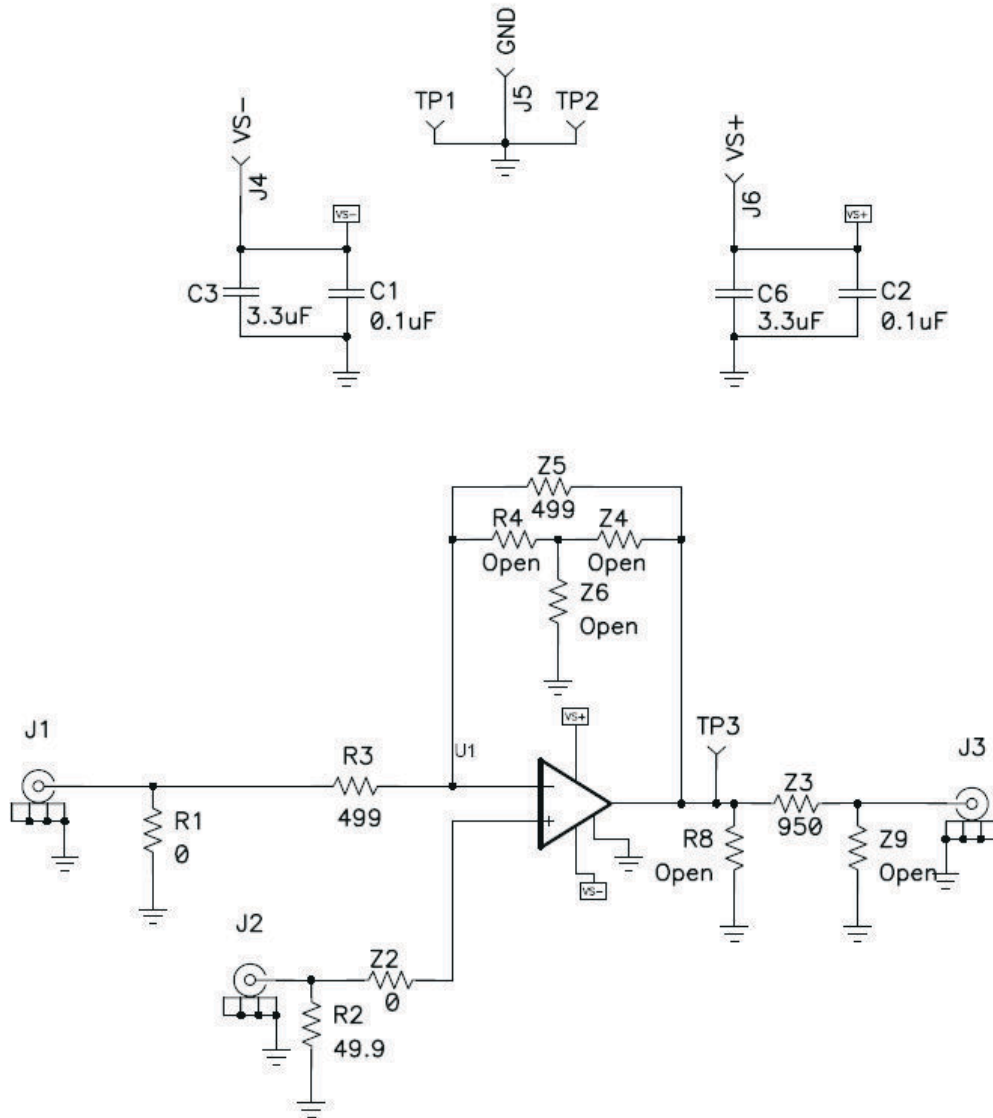 GND
J5
TP1
TP2
VS-
J4
VS-
C3
3.3uF
C1
0.1uF
VS+
J6
VS+
C6
3.3uF
C2
0.1uF
Z5
499
R4
Open
Z4
Open
Z6
Open
J1
R1
0
R3
499
U1
VS+
-
+
VS-
TP3
R8
Open
Z3
950
Z9
Open
J3
J2
R2
49.9
Z2
0